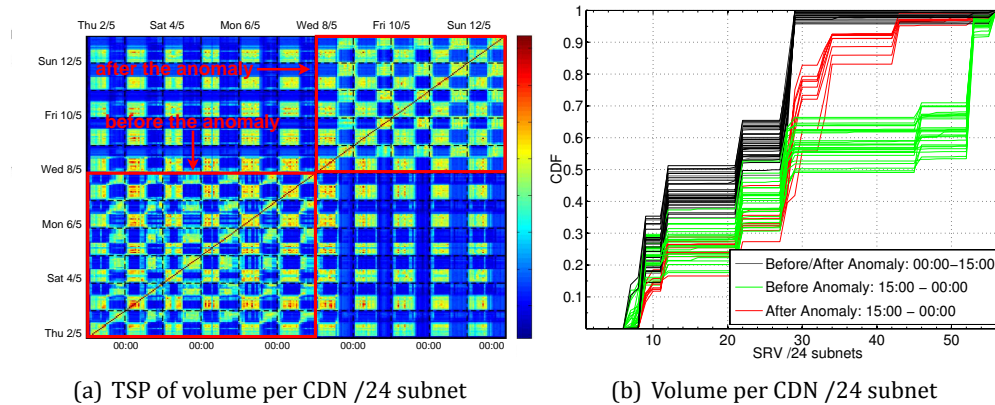 Thu 2/5 Sat 4/5 Mon 6/5 Wed 8/5 Fri 10/5 Sun 12/5
Sun 12/5
after the anomaly
Fri 10/5
before the anomaly
Wed 8/5
Mon 6/5
Sat 4/5
Thu 2/5
00:00 00:00 00:00 00:00 00:00 00:00 00:00
(a) TSP of volume per CDN /24 subnet
1
0.9
0.8
0.7
0.6
0.5
0.4
0.3
0.2
0.1
CDF
Before/After Anomaly: 00:00−15:00
Before Anomaly: 15:00 − 00:00
After Anomaly: 15:00 − 00:00
10 20 30 40 50
SRV /24 subnets
(b) Volume per CDN /24 subnet